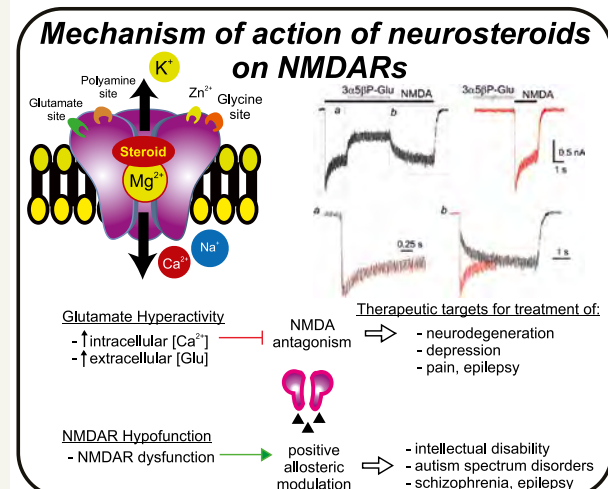 Mechanism of action of neurosteroids
on NMDARs
K⁺
Polyamine
site
Zn²⁺
Glutamate
site
Glycine
site
Steroid
Mg²⁺
Na⁺
Ca²⁺
3α5βP-Glu NMDA
a b
3α5βP-Glu NMDA
0.5 nA
1 s
a
0.25 s
b
1 s
Glutamate Hyperactivity
- ↑intracellular [Ca²⁺]
- ↑extracellular [Glu]
NMDA
antagonism
Therapeutic targets for treatment of:
- neurodegeneration
- depression
- pain, epilepsy
NMDAR Hypofunction
- NMDAR dysfunction
positive
allosteric
modulation
- intellectual disability
- autism spectrum disorders
- schizophrenia, epilepsy